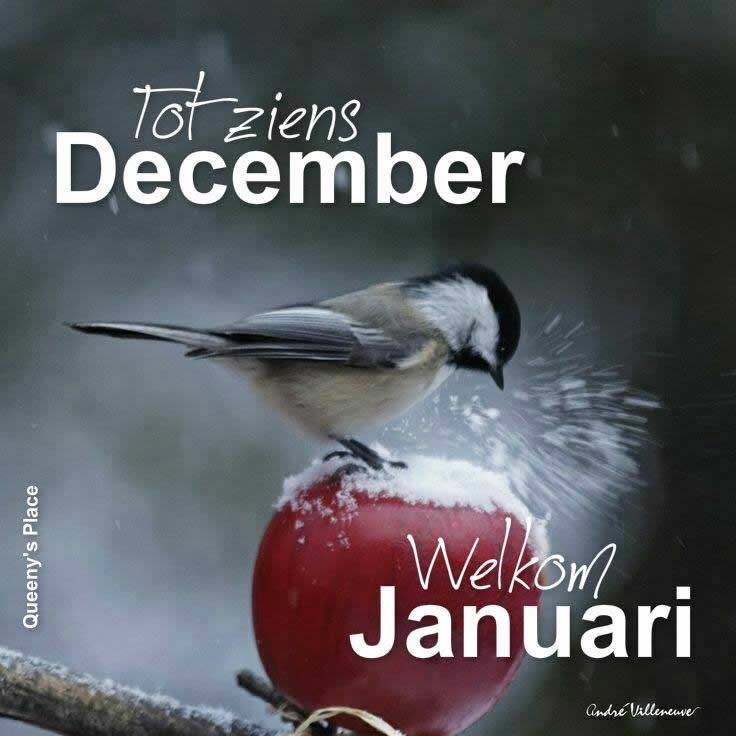 Tot ziens
December
Queeny's Place
Welkom
Januari
André Villeneuve